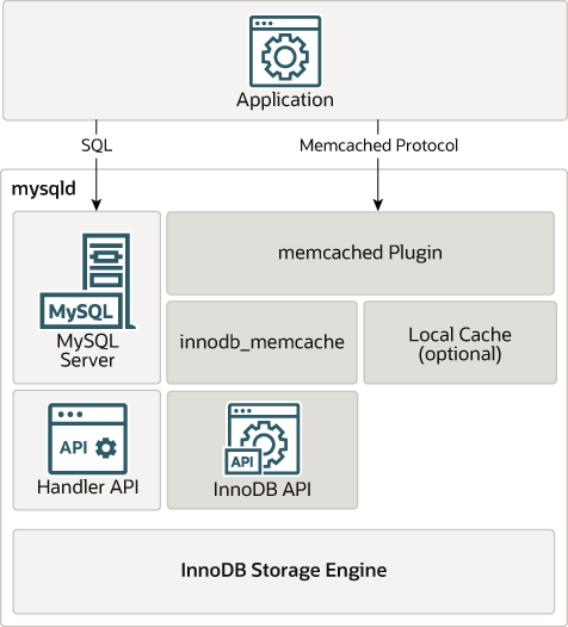 Application
SQL
Memcached Protocol
mysqld
memcached Plugin
MySQL
MySQL
Server
innodb_memcache
Local Cache
(optional)
API
Handler API
API
InnoDB API
InnoDB Storage Engine